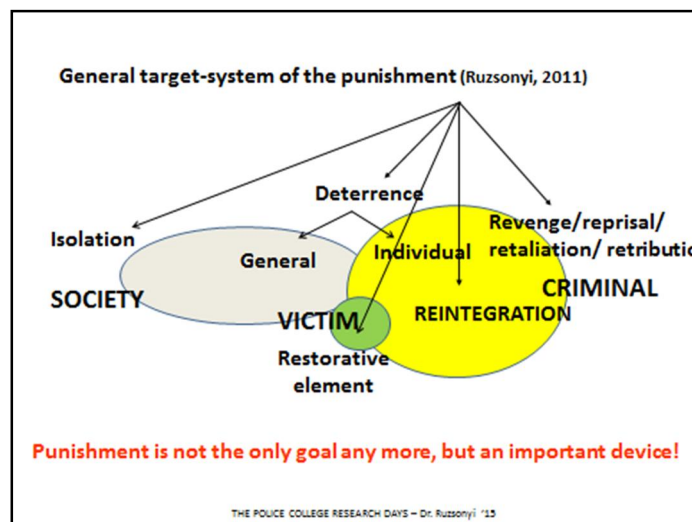 General target-system of the punishment (Ruzsonyi, 2011)
Deterrence
Isolation
General
Individual
Revenge/reprisal/
retaliation/ retributio
SOCIETY
CRIMINAL
VICTIM
REINTEGRATION
Restorative
element
Punishment is not the only goal any more, but an important device!
THE POLICE COLLEGE RESEARCH DAYS – Dr. Ruzsonyi '15